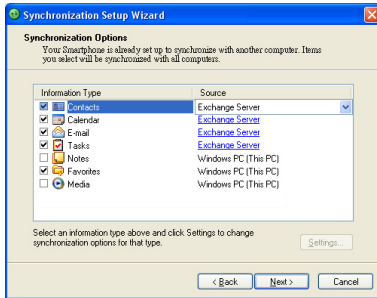 Synchronization Setup Wizard
Synchronization Options
Your Smartphone is already set up to synchronize with another computer. Items
you select will be synchronized with all computers.
Information Type Source
Contacts Exchange Server
Calendar Exchange Server
E-mail Exchange Server
Tasks Exchange Server
Notes Windows PC (This PC)
Favorites Windows PC (This PC)
Media Windows PC (This PC)
Select an information type above and click Settings to change
synchronization options for that type.
Settings...
< Back Next > Cancel